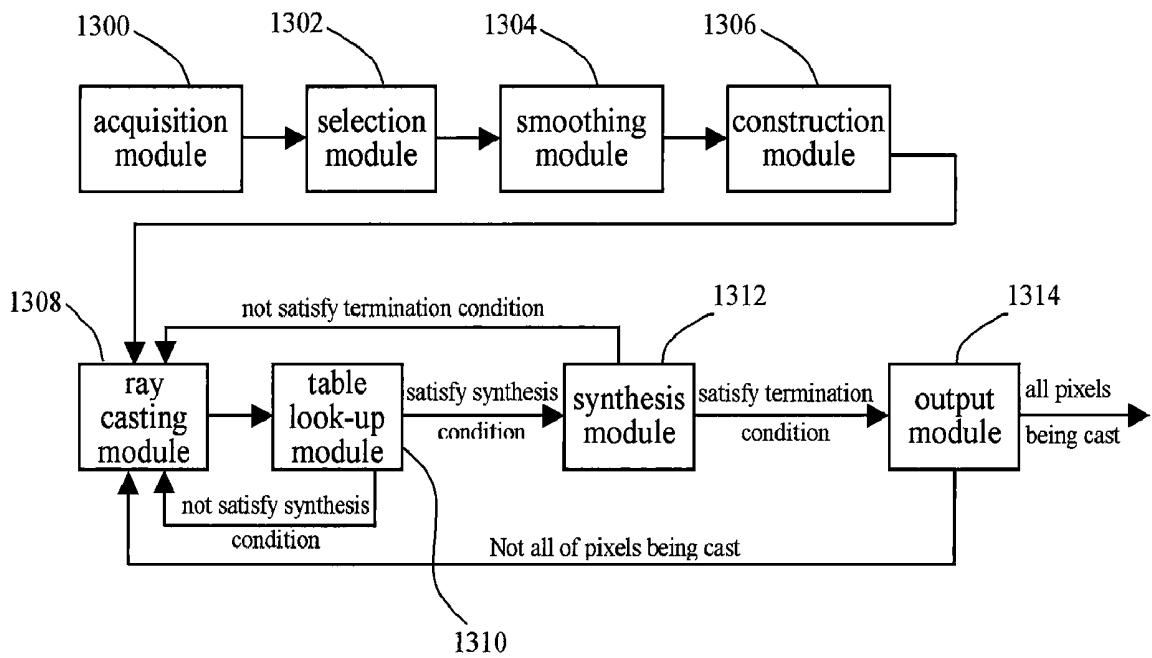 1300
1302
1304
1306
acquisition
module
selection
module
smoothing
module
construction
module
1308
not satisfy termination condition
1312
1314
ray
casting
module
table
look-up
module
satisfy synthesis
condition
synthesis
module
satisfy termination
condition
output
module
all pixels
being cast
not satisfy synthesis
condition
Not all of pixels being cast
1310